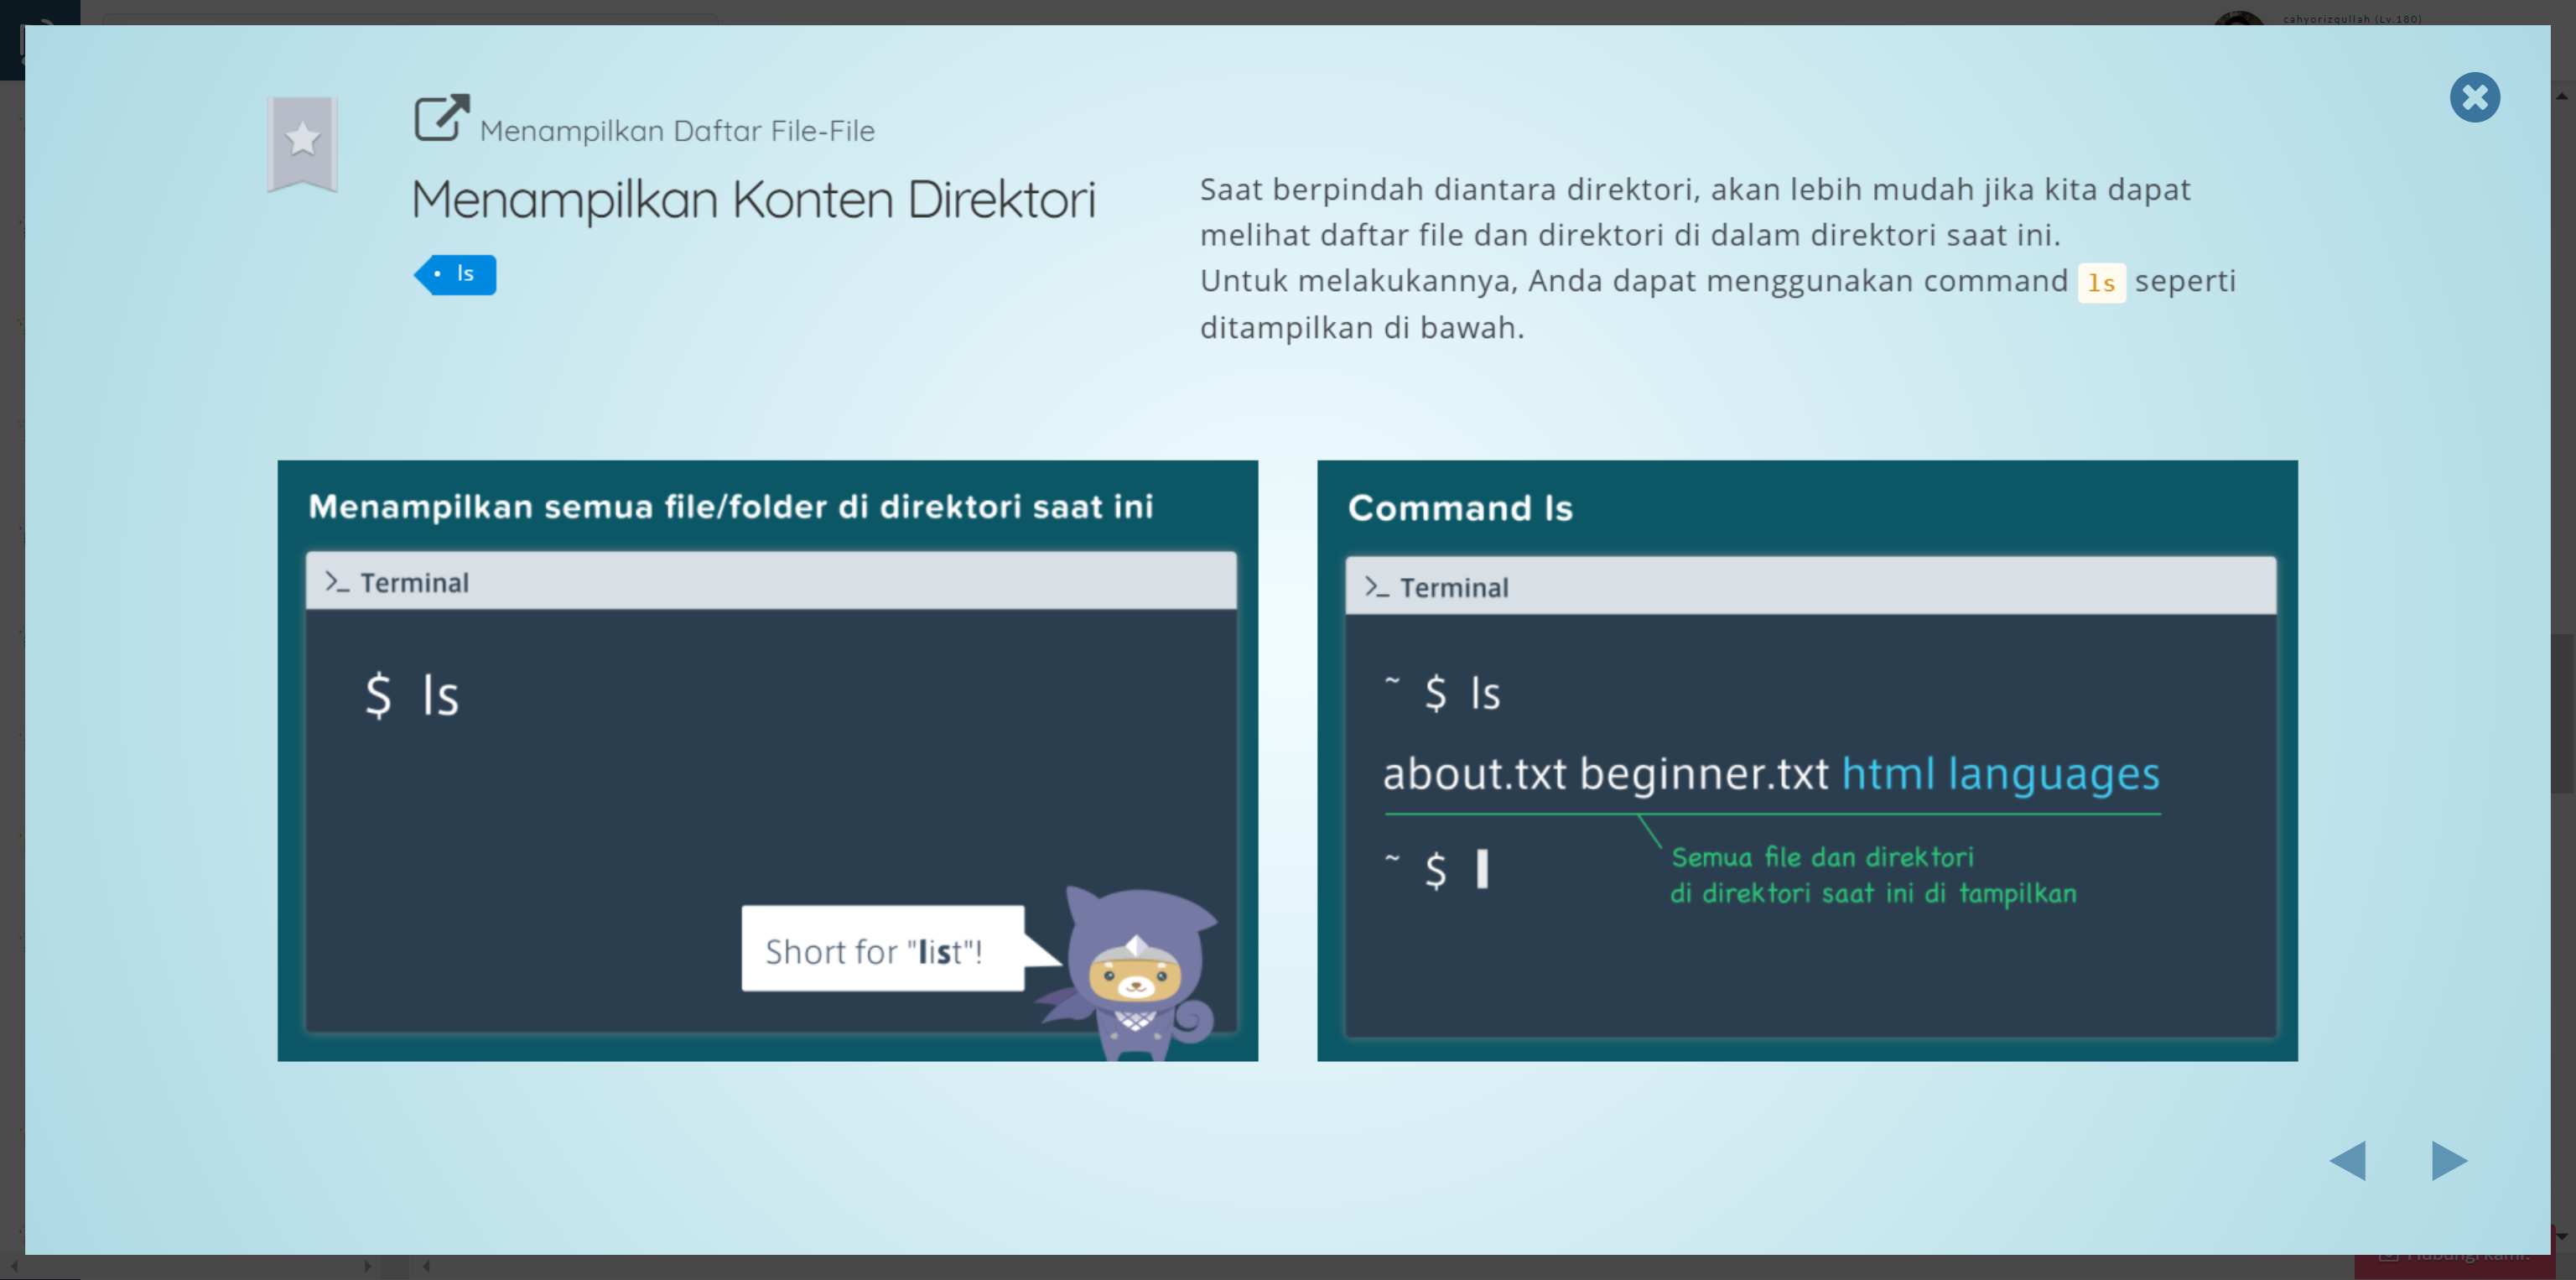 cahyorizqullah (Lv.180)
Menampilkan Daftar File-File
Menampilkan Konten Direktori
ls
Saat berpindah diantara direktori, akan lebih mudah jika kita dapat
melihat daftar file dan direktori di dalam direktori saat ini.
Untuk melakukannya, Anda dapat menggunakan command ls seperti
ditampilkan di bawah.
Menampilkan semua file/folder di direktori saat ini
>_ Terminal
$ ls
Short for "list"!
Command ls
>_ Terminal
~ $ ls
about.txt beginner.txt html languages
~ $
Semua file dan direktori
di direktori saat ini di tampilkan